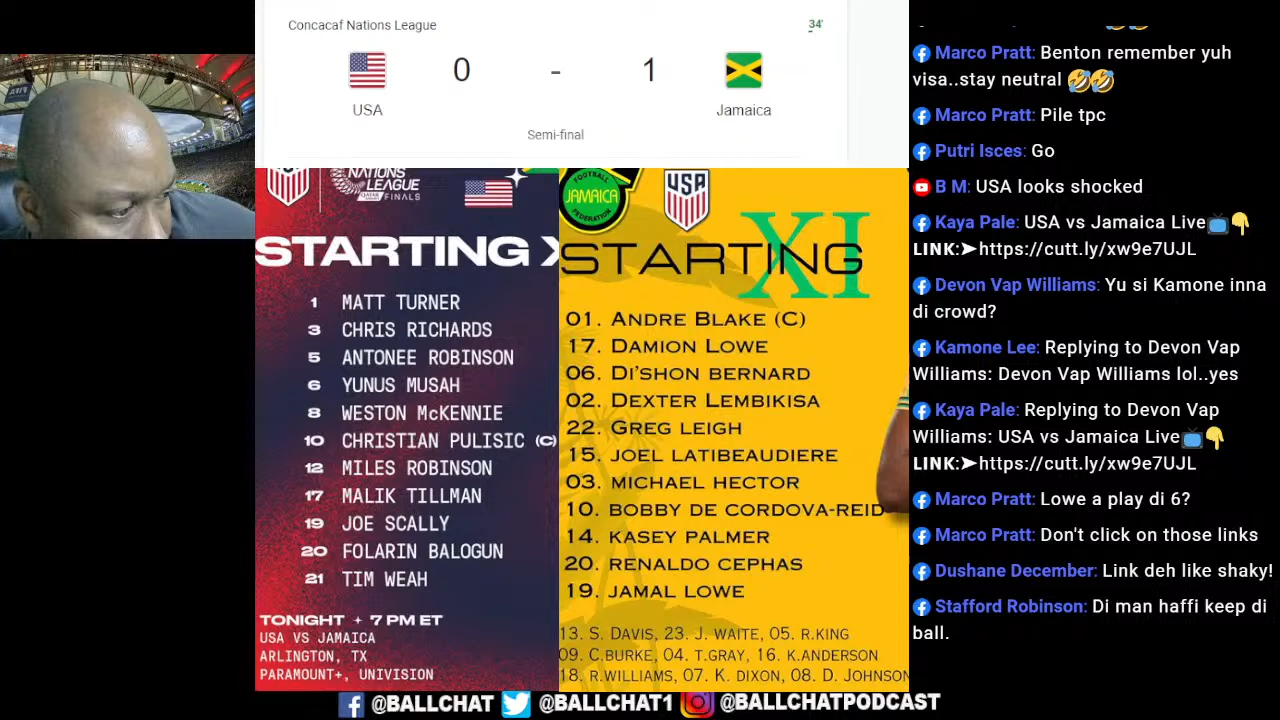 Concacaf Nations League
34'
0 - 1
USA
Jamaica
Semi-final
NATIONS
LEAGUE
FINALS
STARTING X
1 MATT TURNER
3 CHRIS RICHARDS
5 ANTONEE ROBINSON
6 YUNUS MUSAH
8 WESTON McKENNIE
10 CHRISTIAN PULISIC (C)
12 MILES ROBINSON
17 MALIK TILLMAN
19 JOE SCALLY
20 FOLARIN BALOGUN
21 TIM WEAH
TONIGHT + 7 PM ET
USA VS JAMAICA
ARLINGTON, TX
PARAMOUNT+, UNIVISION
FOOTBALL
JAMAICA
FEDERATION
USA
STARTING
XI
01. ANDRE BLAKE (C)
17. DAMION LOWE
06. DI'SHON BERNARD
02. DEXTER LEMBIKISA
22. GREG LEIGH
15. JOEL LATIBEAUDIERE
03. MICHAEL HECTOR
10. BOBBY DE CORDOVA-REID
14. KASEY PALMER
20. RENALDO CEPHAS
19. JAMAL LOWE
13. S. DAVIS, 23. J. WAITE, 05. R.KING
09. C.BURKE, 04. T.GRAY, 16. K.ANDERSON
18. R.WILLIAMS, 07. K. DIXON, 08. D. JOHNSON
Marco Pratt: Benton remember yuh
visa..stay neutral 🤣🤣
Marco Pratt: Pile tpc
Putri Isces: Go
B M: USA looks shocked
Kaya Pale: USA vs Jamaica Live📺👇
𝗟𝗜𝗡𝗞:➤https://cutt.ly/xw9e7UJL
Devon Vap Williams: Yu si Kamone inna
di crowd?
Kamone Lee: Replying to Devon Vap
Williams: Devon Vap Williams lol..yes
Kaya Pale: Replying to Devon Vap
Williams: USA vs Jamaica Live📺👇
𝗟𝗜𝗡𝗞:➤https://cutt.ly/xw9e7UJL
Marco Pratt: Lowe a play di 6?
Marco Pratt: Don't click on those links
Dushane December: Link deh like shaky!
Stafford Robinson: Di man haffi keep di
ball.
@BALLCHAT @BALLCHAT1 @BALLCHATPODCAST